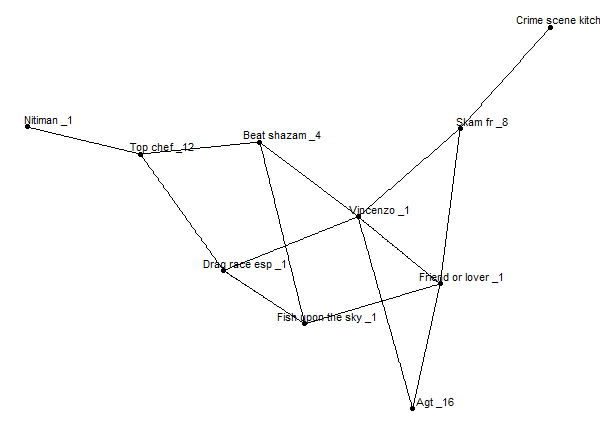 Crime scene kitch
Nitiman _1
Skam fr _8
Beat shazam _4
Top chef _12
Vincenzo _1
Drag race esp _1
Friend or lover _1
Fish upon the sky _1
Agt _16